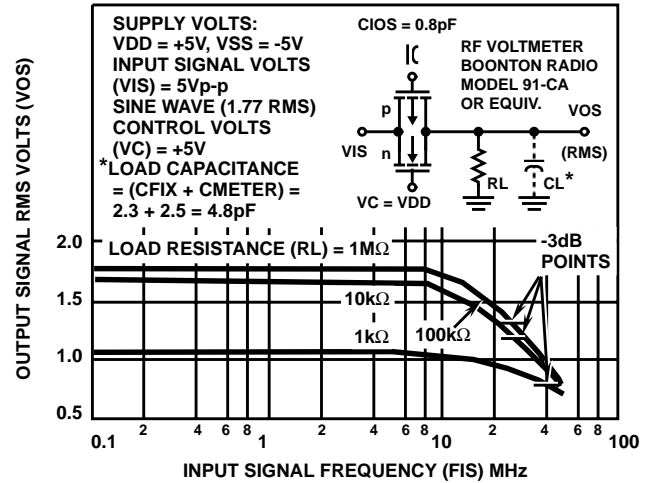 SUPPLY VOLTS:
VDD = +5V, VSS = -5V
INPUT SIGNAL VOLTS
(VIS) = 5Vp-p
SINE WAVE (1.77 RMS)
CONTROL VOLTS
(VC) = +5V
*LOAD CAPACITANCE
= (CFIX + CMETER) =
2.3 + 2.5 = 4.8pF
CIOS = 0.8pF
p
n
VIS
VC = VDD
RF VOLTMETER
BOONTON RADIO
MODEL 91-CA
OR EQUIV.
VOS
(RMS)
RL
CL*
LOAD RESISTANCE (RL) = 1MΩ
-3dB
POINTS
10kΩ
100kΩ
1kΩ
OUTPUT SIGNAL RMS VOLTS (VOS)
2.0
1.5
1.0
0.5
0.1 2 4 6 8 1 2 4 6 8 10 2 4 6 8 100
INPUT SIGNAL FREQUENCY (FIS) MHz